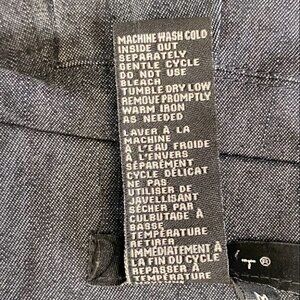 MACHINE WASH COLD
INSIDE OUT
SEPARATELY
GENTLE CYCLE
DO NOT USE
BLEACH
TUMBLE DRY LOW
REMOVE PROMPTLY
WARM IRON
AS NEEDED
LAVER À LA
MACHINE
À L'EAU FROIDE
À L'ENVERS
SÉPARÉMENT
CYCLE DÉLICAT
NE PAS
UTILISER DE
JAVELLISANT
SÉCHER PAR
CULBUTAGE À
BASSE
TEMPÉRATURE
RETIRER
IMMÉDIATEMENT À
LA FIN DU CYCLE
REPASSER À
TEMPÉRATURE
T®